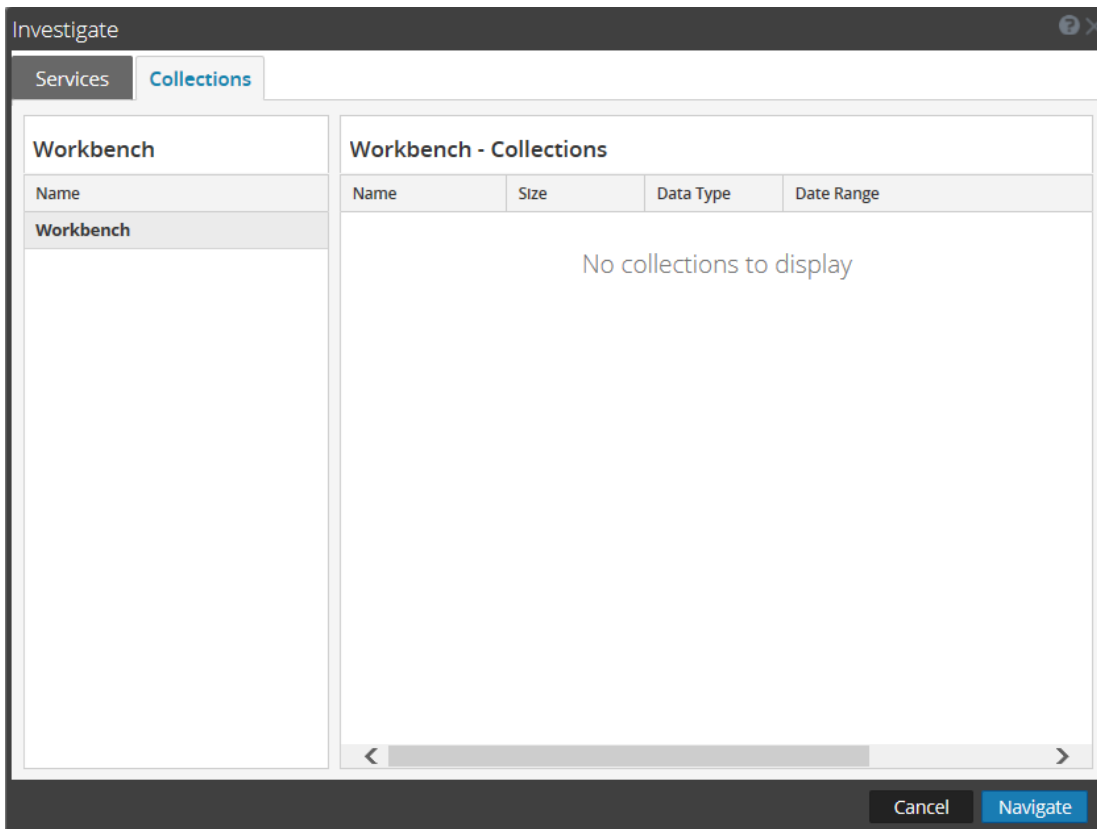 Investigate
Services Collections
Workbench
Name
Workbench
Workbench - Collections
Name Size Data Type Date Range
No collections to display
Cancel Navigate